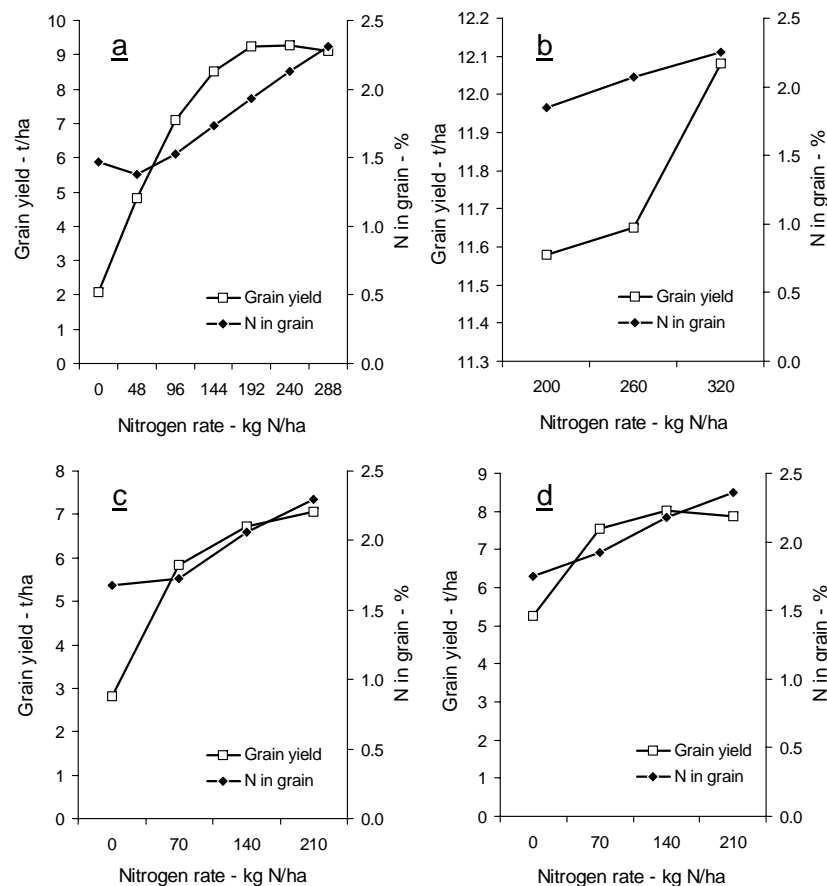 a
10
9
8
7
6
5
4
3
2
1
0
Grain yield - t/ha
2.5
2.0
1.5
1.0
0.5
0.0
N in grain - %
Grain yield
N in grain
0 48 96 144 192 240 288
Nitrogen rate - kg N/ha
b
12.2
12.1
12.0
11.9
11.8
11.7
11.6
11.5
11.4
11.3
Grain yield - t/ha
2.5
2.0
1.5
1.0
0.5
0.0
N in grain - %
Grain yield
N in grain
200 260 320
Nitrogen rate - kg N/ha
c
8
7
6
5
4
3
2
1
0
Grain yield - t/ha
2.5
2.0
1.5
1.0
0.5
0.0
N in grain - %
Grain yield
N in grain
0 70 140 210
Nitrogen rate - kg N/ha
d
9
8
7
6
5
4
3
2
1
0
Grain yield - t/ha
2.5
2.0
1.5
1.0
0.5
0.0
N in grain - %
Grain yield
N in grain
0 70 140 210
Nitrogen rate - kg N/ha